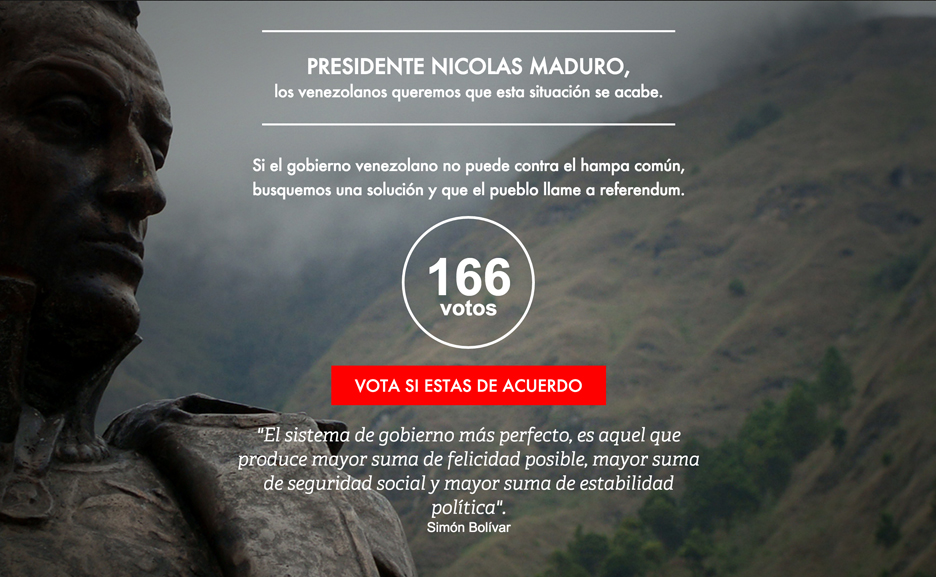 PRESIDENTE NICOLAS MADURO,
los venezolanos queremos que esta situación se acabe.
Si el gobierno venezolano no puede contra el hampa común,
busquemos una solución y que el pueblo llame a referendum.
166
votos
VOTA SI ESTAS DE ACUERDO
"El sistema de gobierno más perfecto, es aquel que
produce mayor suma de felicidad posible, mayor suma
de seguridad social y mayor suma de estabilidad
política".
Simón Bolívar